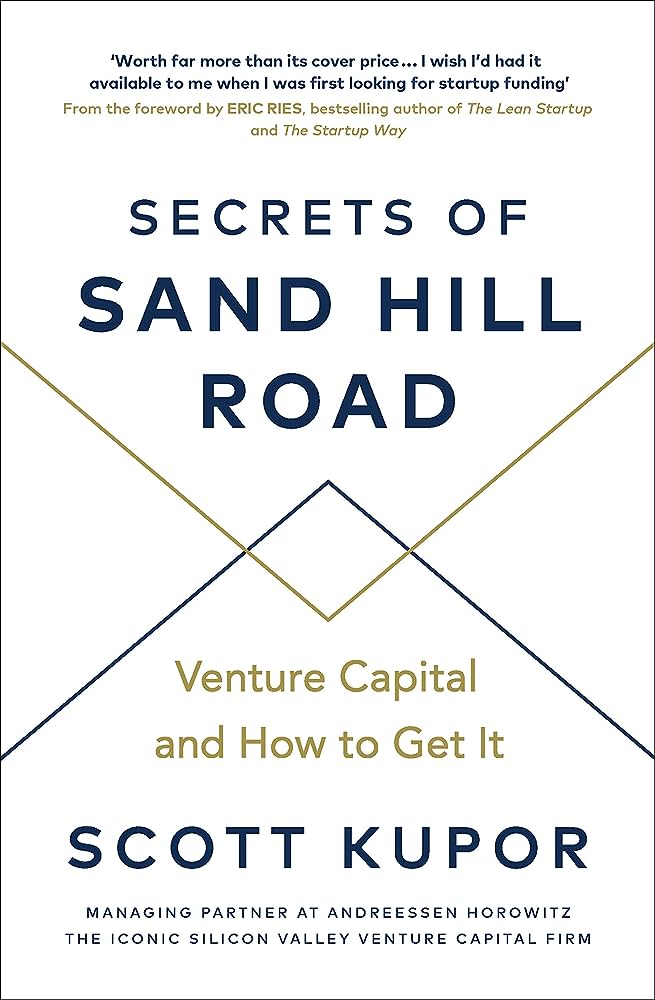 ‘Worth far more than its cover price... I wish I’d had it
available to me when I was first looking for startup funding’
From the foreword by ERIC RIES, bestselling author of The Lean Startup
and The Startup Way
SECRETS OF
SAND HILL
ROAD
Venture Capital
and How to Get It
SCOTT KUPOR
MANAGING PARTNER AT ANDREESSEN HOROWITZ
THE ICONIC SILICON VALLEY VENTURE CAPITAL FIRM